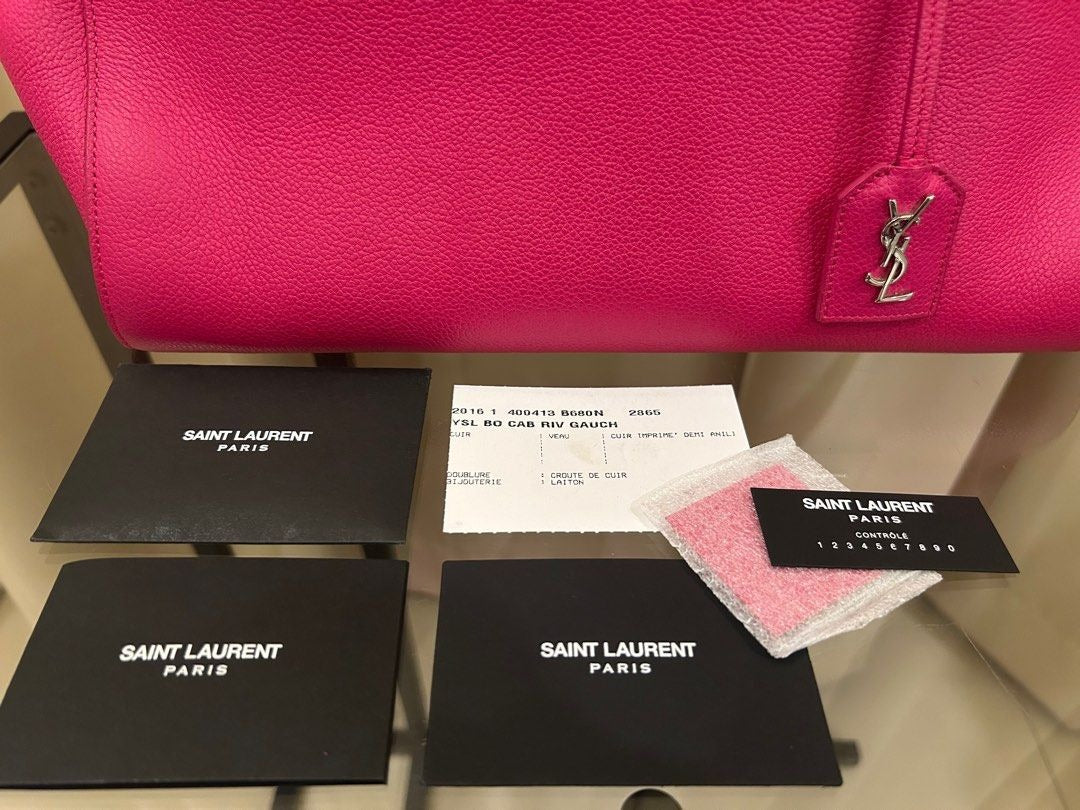 YSL
SAINT LAURENT
PARIS
2016 1 400413 B680N 2865
YSL BO CAB RIV GAUCH
CUIR : VEAU : CUIR IMPRIME' DEMI ANIL)
DOUBLURE : CROUTE DE CUIR
BIJOUTERIE : LAITON
SAINT LAURENT
PARIS
CONTRÔLÉ
1 2 3 4 5 6 7 8 9 0
SAINT LAURENT
PARIS
SAINT LAURENT
PARIS